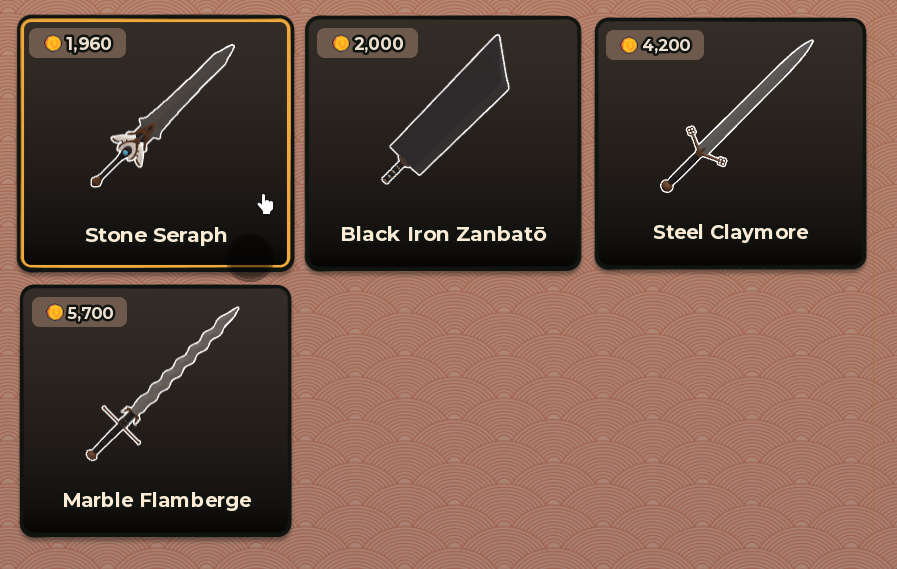 1,960
Stone Seraph
2,000
Black Iron Zanbatō
4,200
Steel Claymore
5,700
Marble Flamberge